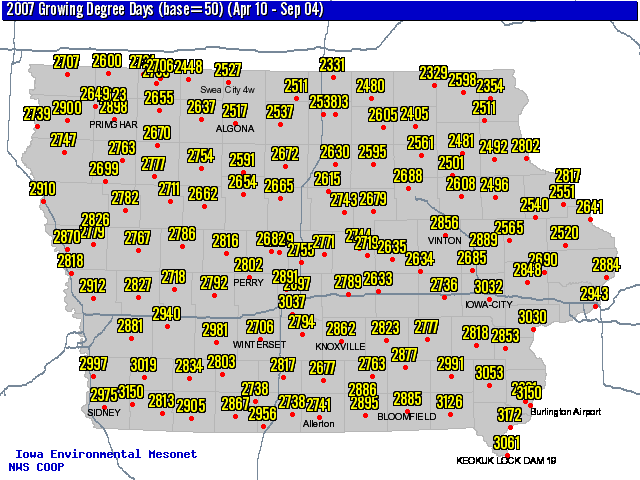 2007 Growing Degree Days (base=50) (Apr 10 - Sep 04)
2707 2600 2706 2448 2527 2331 2329 2598 2354
Swea City 4w
2511 2480
2739 2900 2649 2898 2655 2637 2517 2537 2538 2605 2405 2511
PRIMGHAR ALGONA
2747 2763 2670 2754 2591 2672 2630 2595 2561 2481 2492 2802
2699 2777 2501 2817
2910 2782 2711 2662 2654 2665 2615 2688 2608 2496 2551
2743 2679 2540 2641
2826 2856 2565
2870 2779 2767 2786 2816 2682 2755 2771 2744 2719 2635 2889 2520
VINTON
2818 2802 2634 2685 2690 2884
2912 2827 2718 2792 2891 2897 2789 2633 2736 3032 2848
PERRY
2943
IOWA-CITY
3037
2881 2940 2981 2706 2794 2862 2823 2777 2818 2853 3030
WINTERSET KNOXVILLE
2997 3019 2834 2803 2817 2677 2763 2877 2991 3053
2975 3150 2813 2905 2867 2738 2738 2741 2886 2895 2885 3126 3150
SIDNEY 2956 Allerton BLOOMFIELD 3172 Burlington Airport
3061
KEOKUK LOCK DAM 19
Iowa Environmental Mesonet
NWS COOP